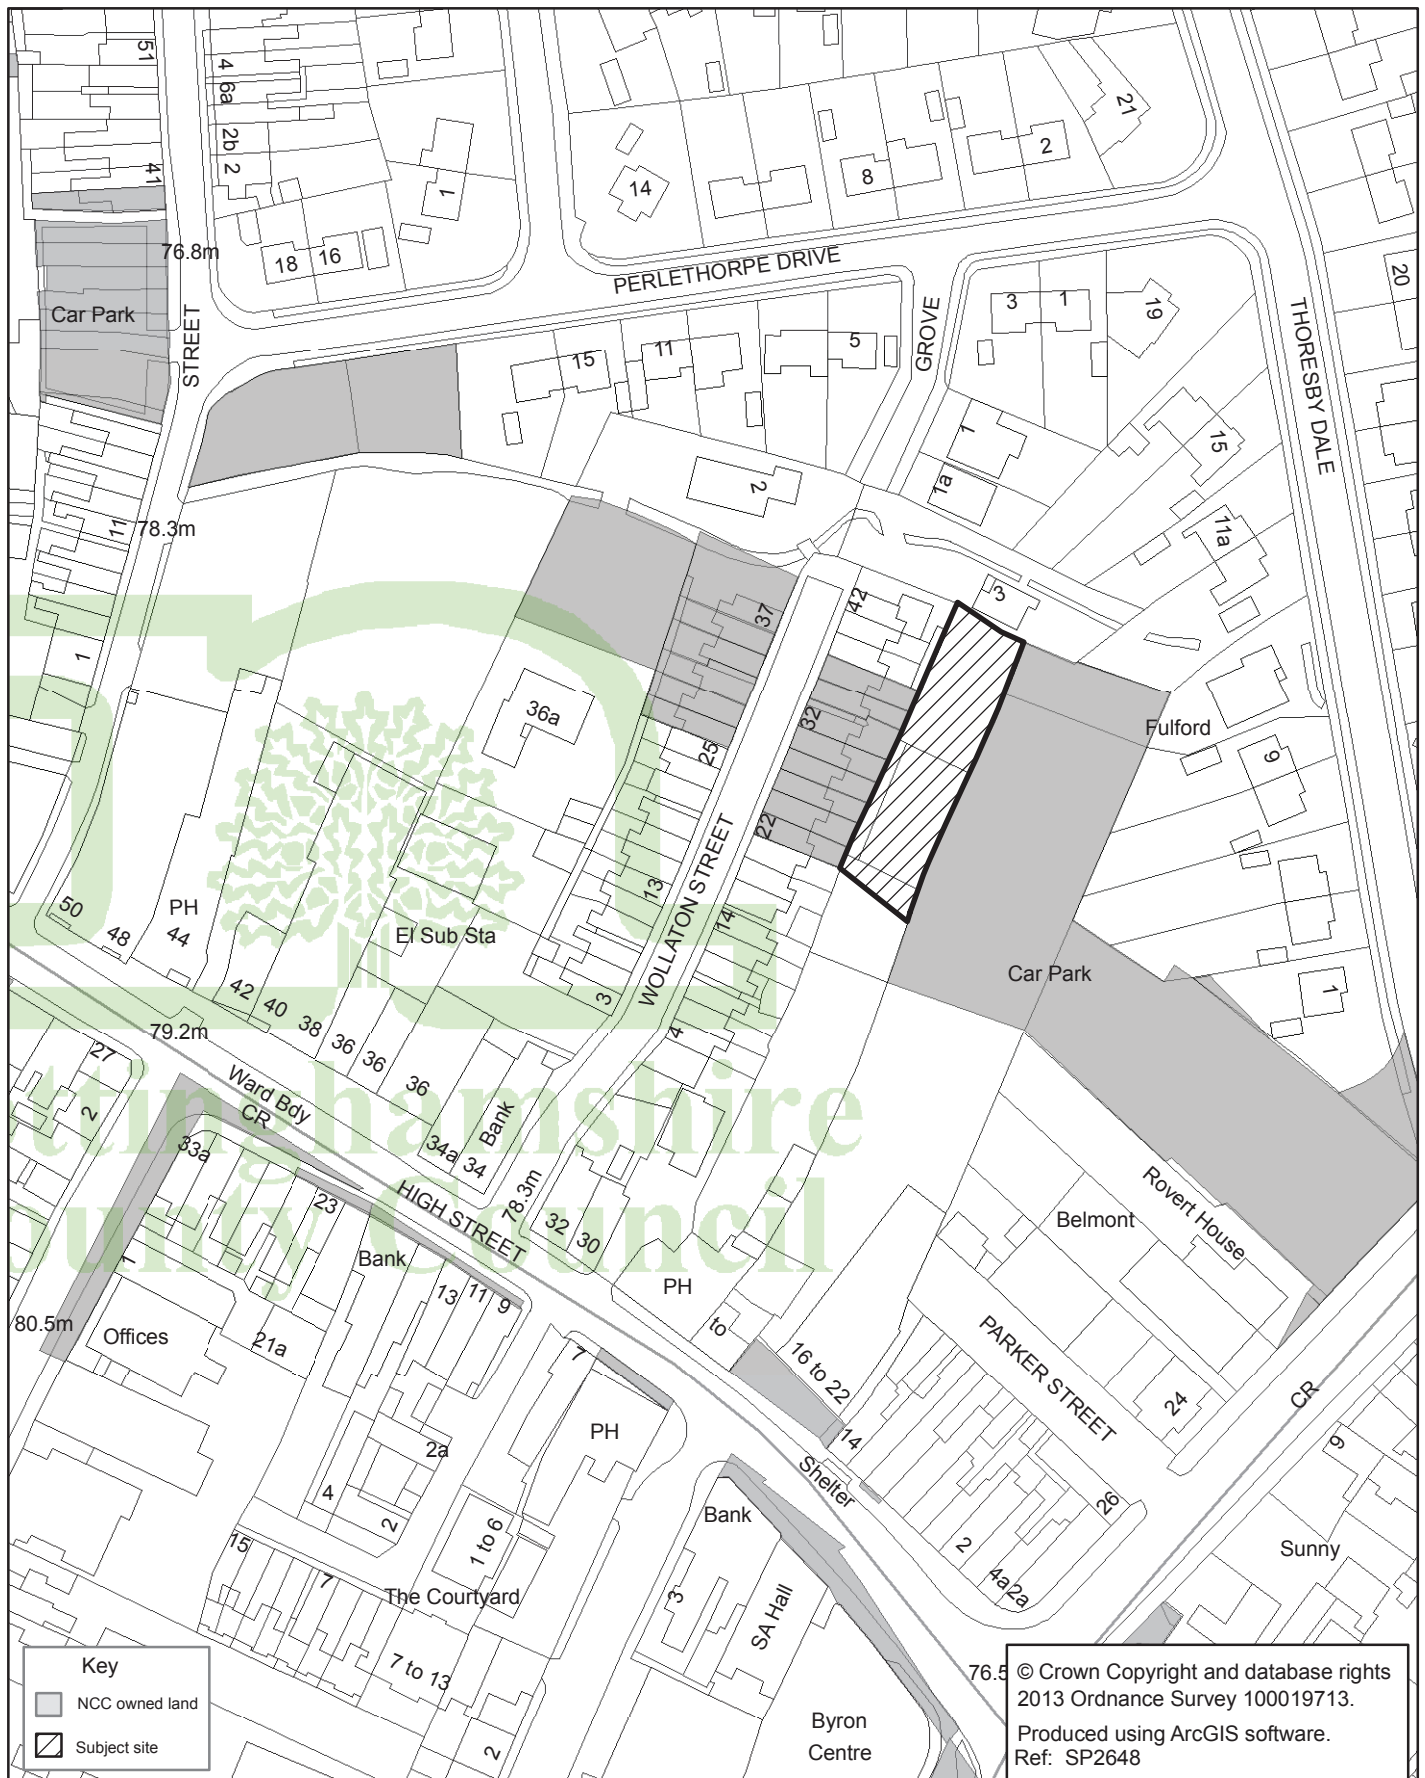 51
4
6a
2b
2
41
1
14
8
2
21
76.8m
18
16
PERLETHORPE DRIVE
20
Car Park
STREET
3
1
19
GROVE
THORESBY DALE
15
11
5
1
15
1a
2
11
78.3m
11a
3
42
37
1
36a
32
25
Fulford
9
22
WOLLATON STREET
13
14
50
48
PH
44
El Sub Sta
Car Park
42
40
38
36
36
36
3
4
1
79.2m
27
2
Ward Bdy
CR
ttinghamshire
ounty Council
33a
34a
34
Bank
78.3m
HIGH STREET
23
32
30
Belmont
Rovert House
1
Bank
13
11
9
PH
to
80.5m
Offices
21a
7
16 to 22
PARKER STREET
24
CR
14
PH
2a
9
Shelter
4
2
Bank
26
15
1 to 6
2
4a
2a
Sunny
7
The Courtyard
3
SA Hall
7 to 13
2
76.5
Byron
Centre
Key
NCC owned land
Subject site
© Crown Copyright and database rights
2013 Ordnance Survey 100019713.
Produced using ArcGIS software.
Ref: SP2648